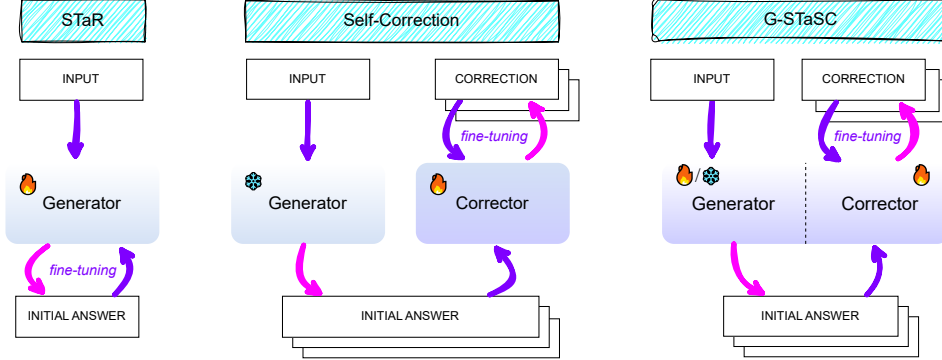 STaR
INPUT
Generator
fine-tuning
INITIAL ANSWER
Self-Correction
INPUT
CORRECTION
fine-tuning
Generator
Corrector
INITIAL ANSWER
G-STaSC
INPUT
CORRECTION
fine-tuning
/
Generator
Corrector
INITIAL ANSWER